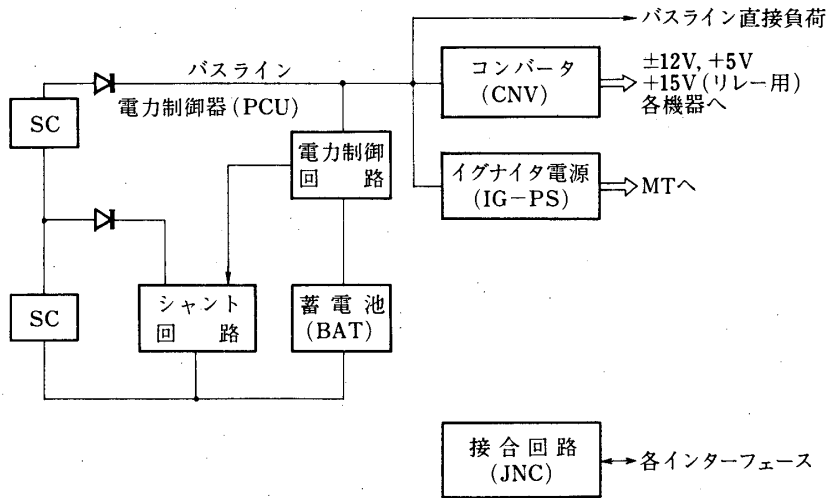 バスライン直接負荷
バスライン
電力制御器(PCU)
SC
コンバータ
(CNV)
±12V, +5V
+15V(リレー用)
各機器へ
電力制御
回 路
イグナイタ電源
(IG-PS)
MTへ
SC
シャント
回 路
蓄電池
(BAT)
接合回路
(JNC)
各インターフェース